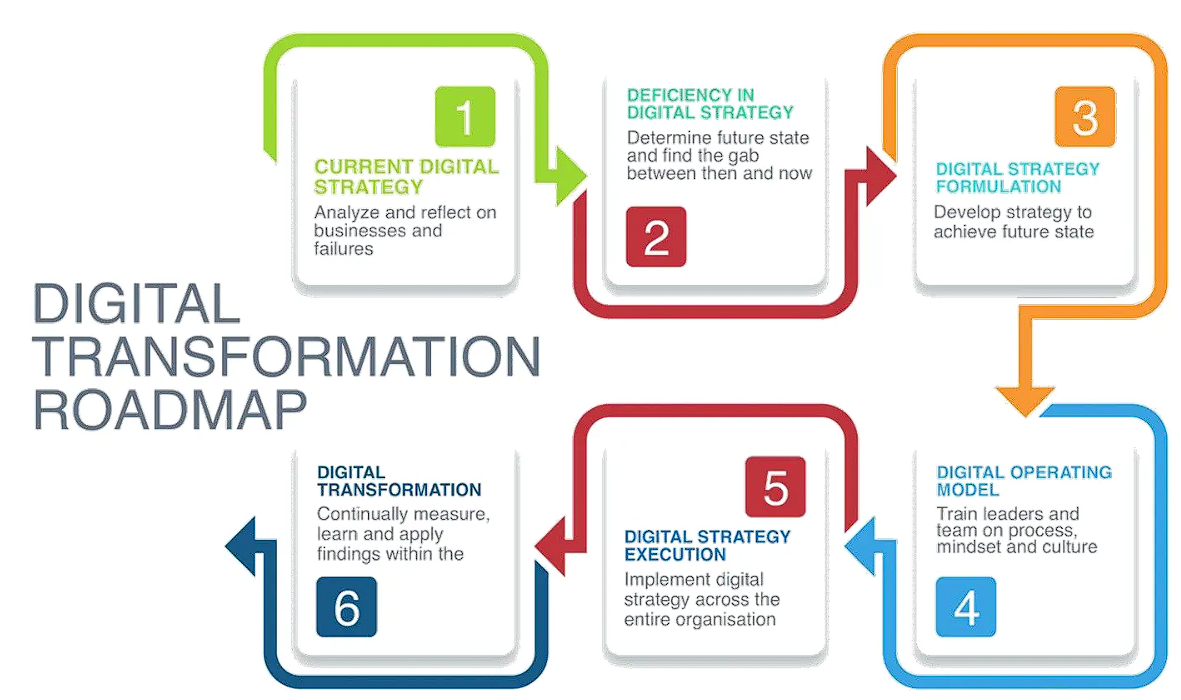 DIGITAL
TRANSFORMATION
ROADMAP
1
CURRENT DIGITAL
STRATEGY
Analyze and reflect on
businesses and
failures
DEFICIENCY IN
DIGITAL STRATEGY
Determine future state
and find the gab
between then and now
2
3
DIGITAL STRATEGY
FORMULATION
Develop strategy to
achieve future state
DIGITAL OPERATING
MODEL
Train leaders and
team on process,
mindset and culture
4
5
DIGITAL STRATEGY
EXECUTION
Implement digital
strategy across the
entire organisation
DIGITAL
TRANSFORMATION
Continually measure,
learn and apply
findings within the
6